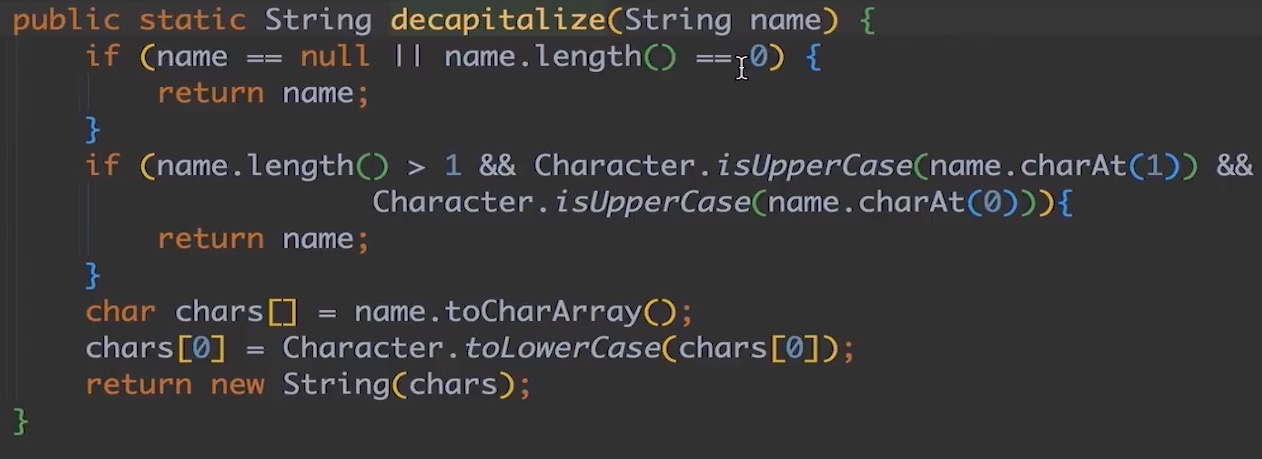 public static String decapitalize(String name) {
    if (name == null || name.length() == 0) {
        return name;
    }
    if (name.length() > 1 && Character.isUpperCase(name.charAt(1)) &&
                    Character.isUpperCase(name.charAt(0))){
        return name;
    }
    char chars[] = name.toCharArray();
    chars[0] = Character.toLowerCase(chars[0]);
    return new String(chars);
}